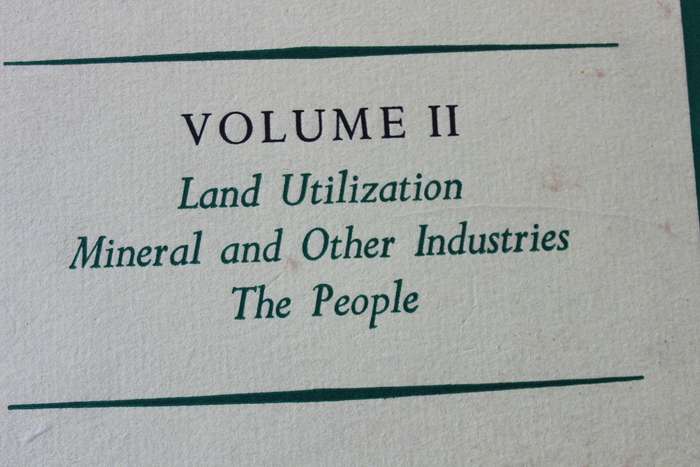 VOLUME II
Land Utilization
Mineral and Other Industries
The People